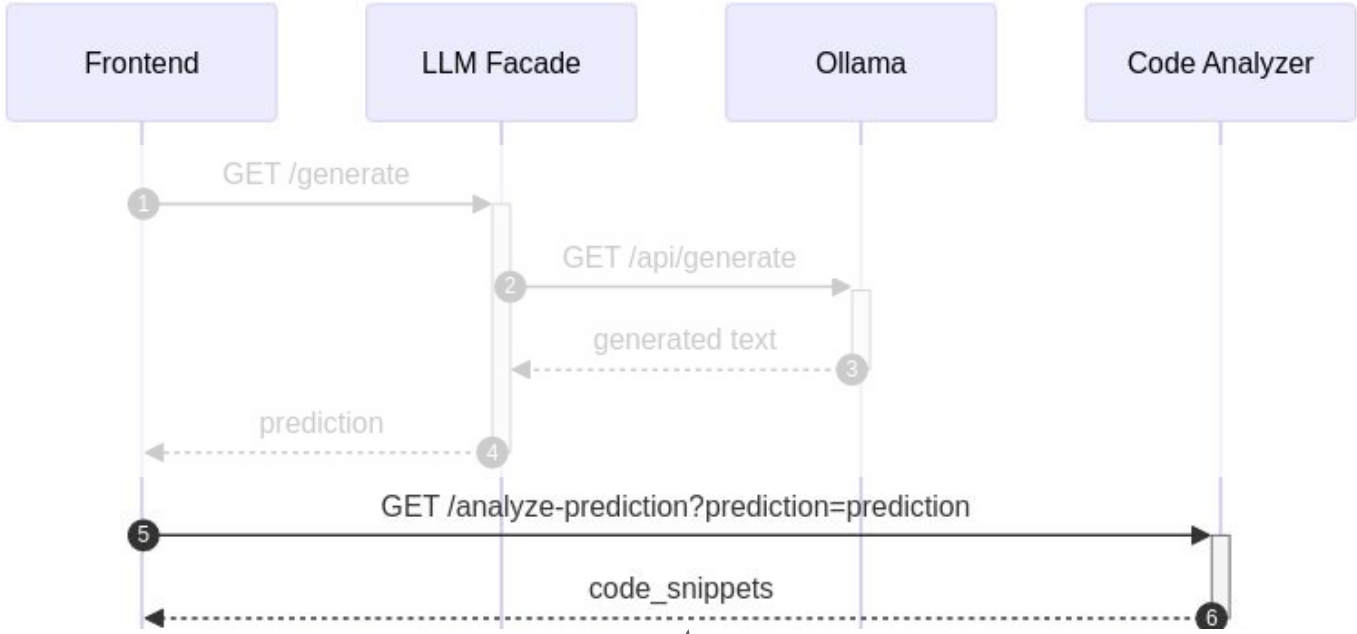 Frontend
LLM Facade
Ollama
Code Analyzer
GET /generate
1
GET /api/generate
2
generated text
3
prediction
4
GET /analyze-prediction?prediction=prediction
5
code_snippets
6